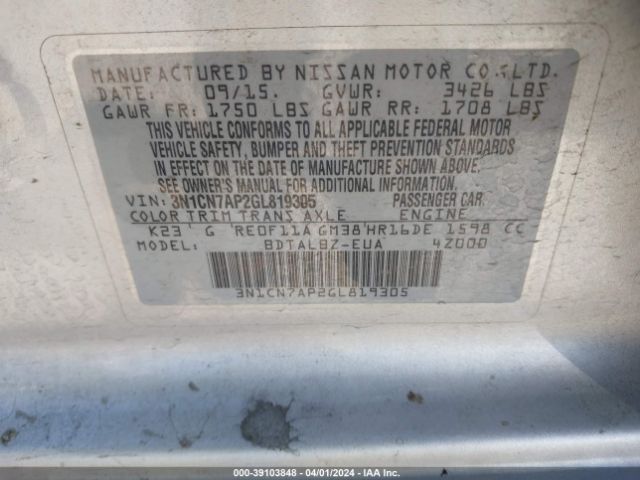 MANUFACTURED BY NISSAN MOTOR CO.,LTD.
DATE: 09/15. GVWR: 3426 LBS
GAWR FR: 1750 LBS GAWR RR: 1708 LBS
THIS VEHICLE CONFORMS TO ALL APPLICABLE FEDERAL MOTOR
VEHICLE SAFETY, BUMPER AND THEFT PREVENTION STANDARDS
IN EFFECT ON THE DATE OF MANUFACTURE SHOWN ABOVE.
SEE OWNER'S MANUAL FOR ADDITIONAL INFORMATION.
VIN: 3N1CN7AP2GL819305 PASSENGER CAR
COLOR TRIM TRANS AXLE ENGINE
K23 G RE0F11A GM38 HR16DE 1598 CC
MODEL: BDTALBZ-EUA 4Z000
3N1CN7AP2GL819305
000-39103848 - 04/01/2024 - IAA Inc.